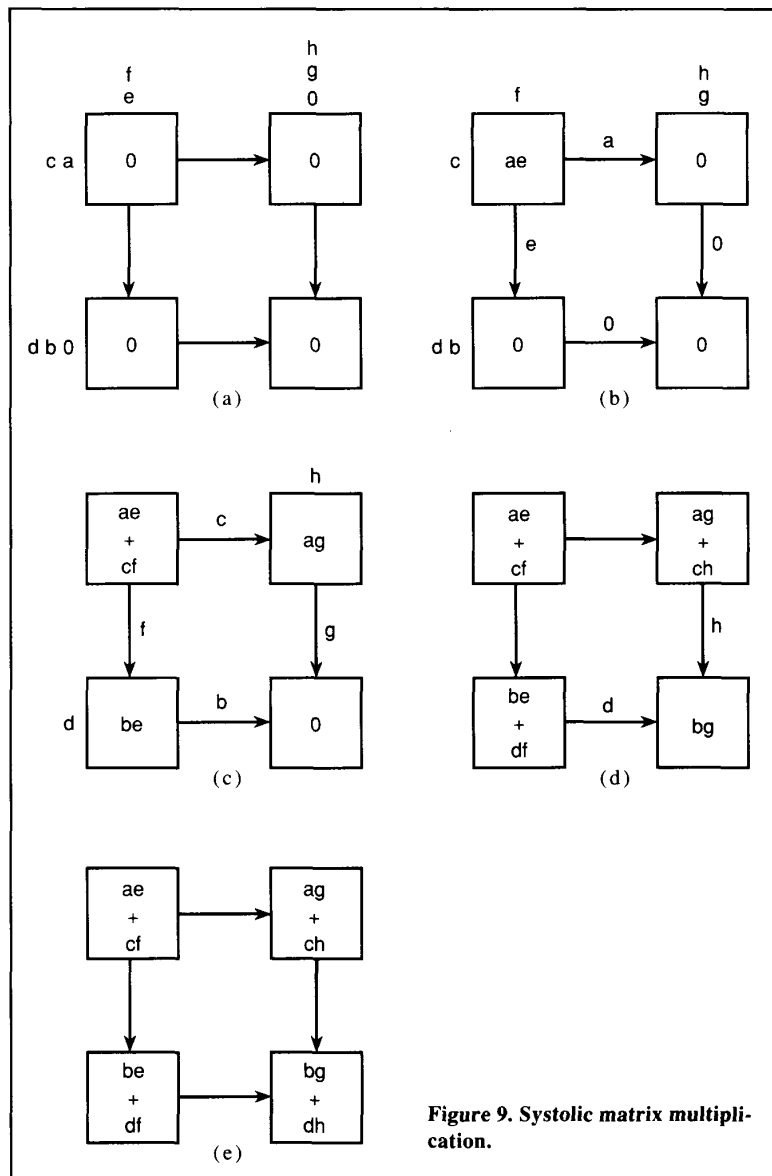 f
e
h
g
0
c a
0
0
d b 0
0
0
(a)
f
h
g
c
ae
a
0
e
0
d b
0
0
0
(b)
ae
+
cf
c
h
ag
f
g
d
be
b
0
(c)
ae
+
cf
ag
+
ch
h
be
+
df
d
bg
(d)
ae
+
cf
ag
+
ch
be
+
df
bg
+
dh
(e)
Figure 9. Systolic matrix multipli-
cation.